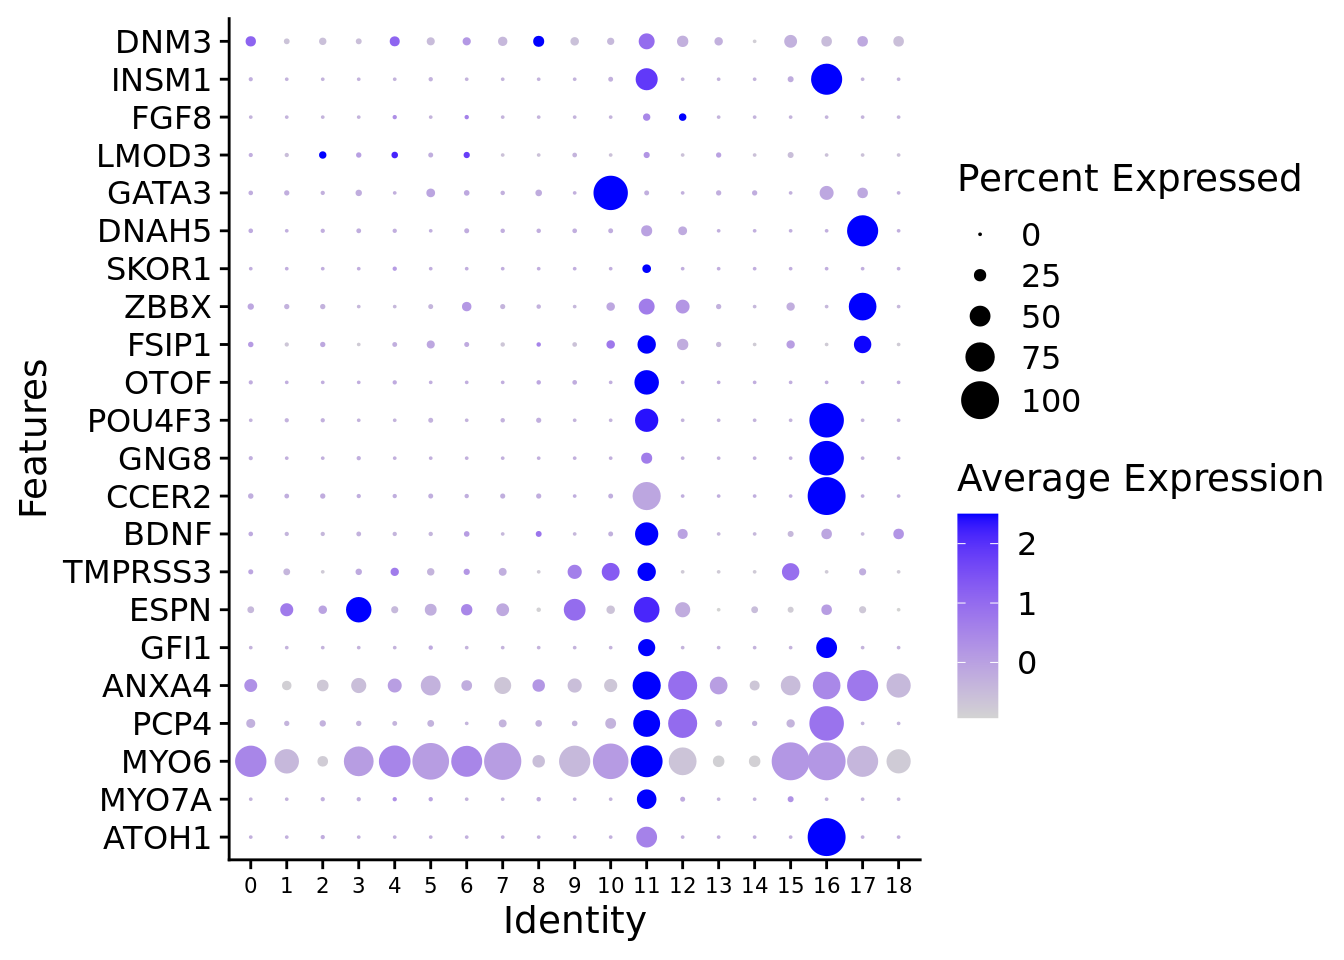 DNM3
INSM1
FGF8
LMOD3
GATA3
DNAH5
SKOR1
ZBBX
FSIP1
OTOF
POU4F3
GNG8
CCER2
BDNF
TMPRSS3
ESPN
GFI1
ANXA4
PCP4
MYO6
MYO7A
ATOH1
Features
0 1 2 3 4 5 6 7 8 9 10 11 12 13 14 15 16 17 18
Identity
Percent Expressed
0
25
50
75
100
Average Expression
2
1
0